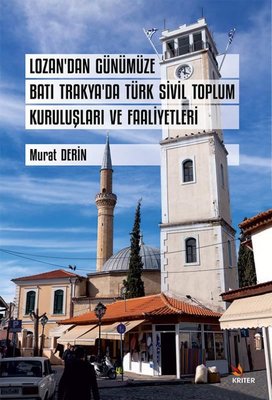 LOZAN'DAN GÜNÜMÜZE
BATI TRAKYA'DA TÜRK SİVİL TOPLUM
KURULUŞLARI VE FAALİYETLERİ
Murat DERİN
KRİTER